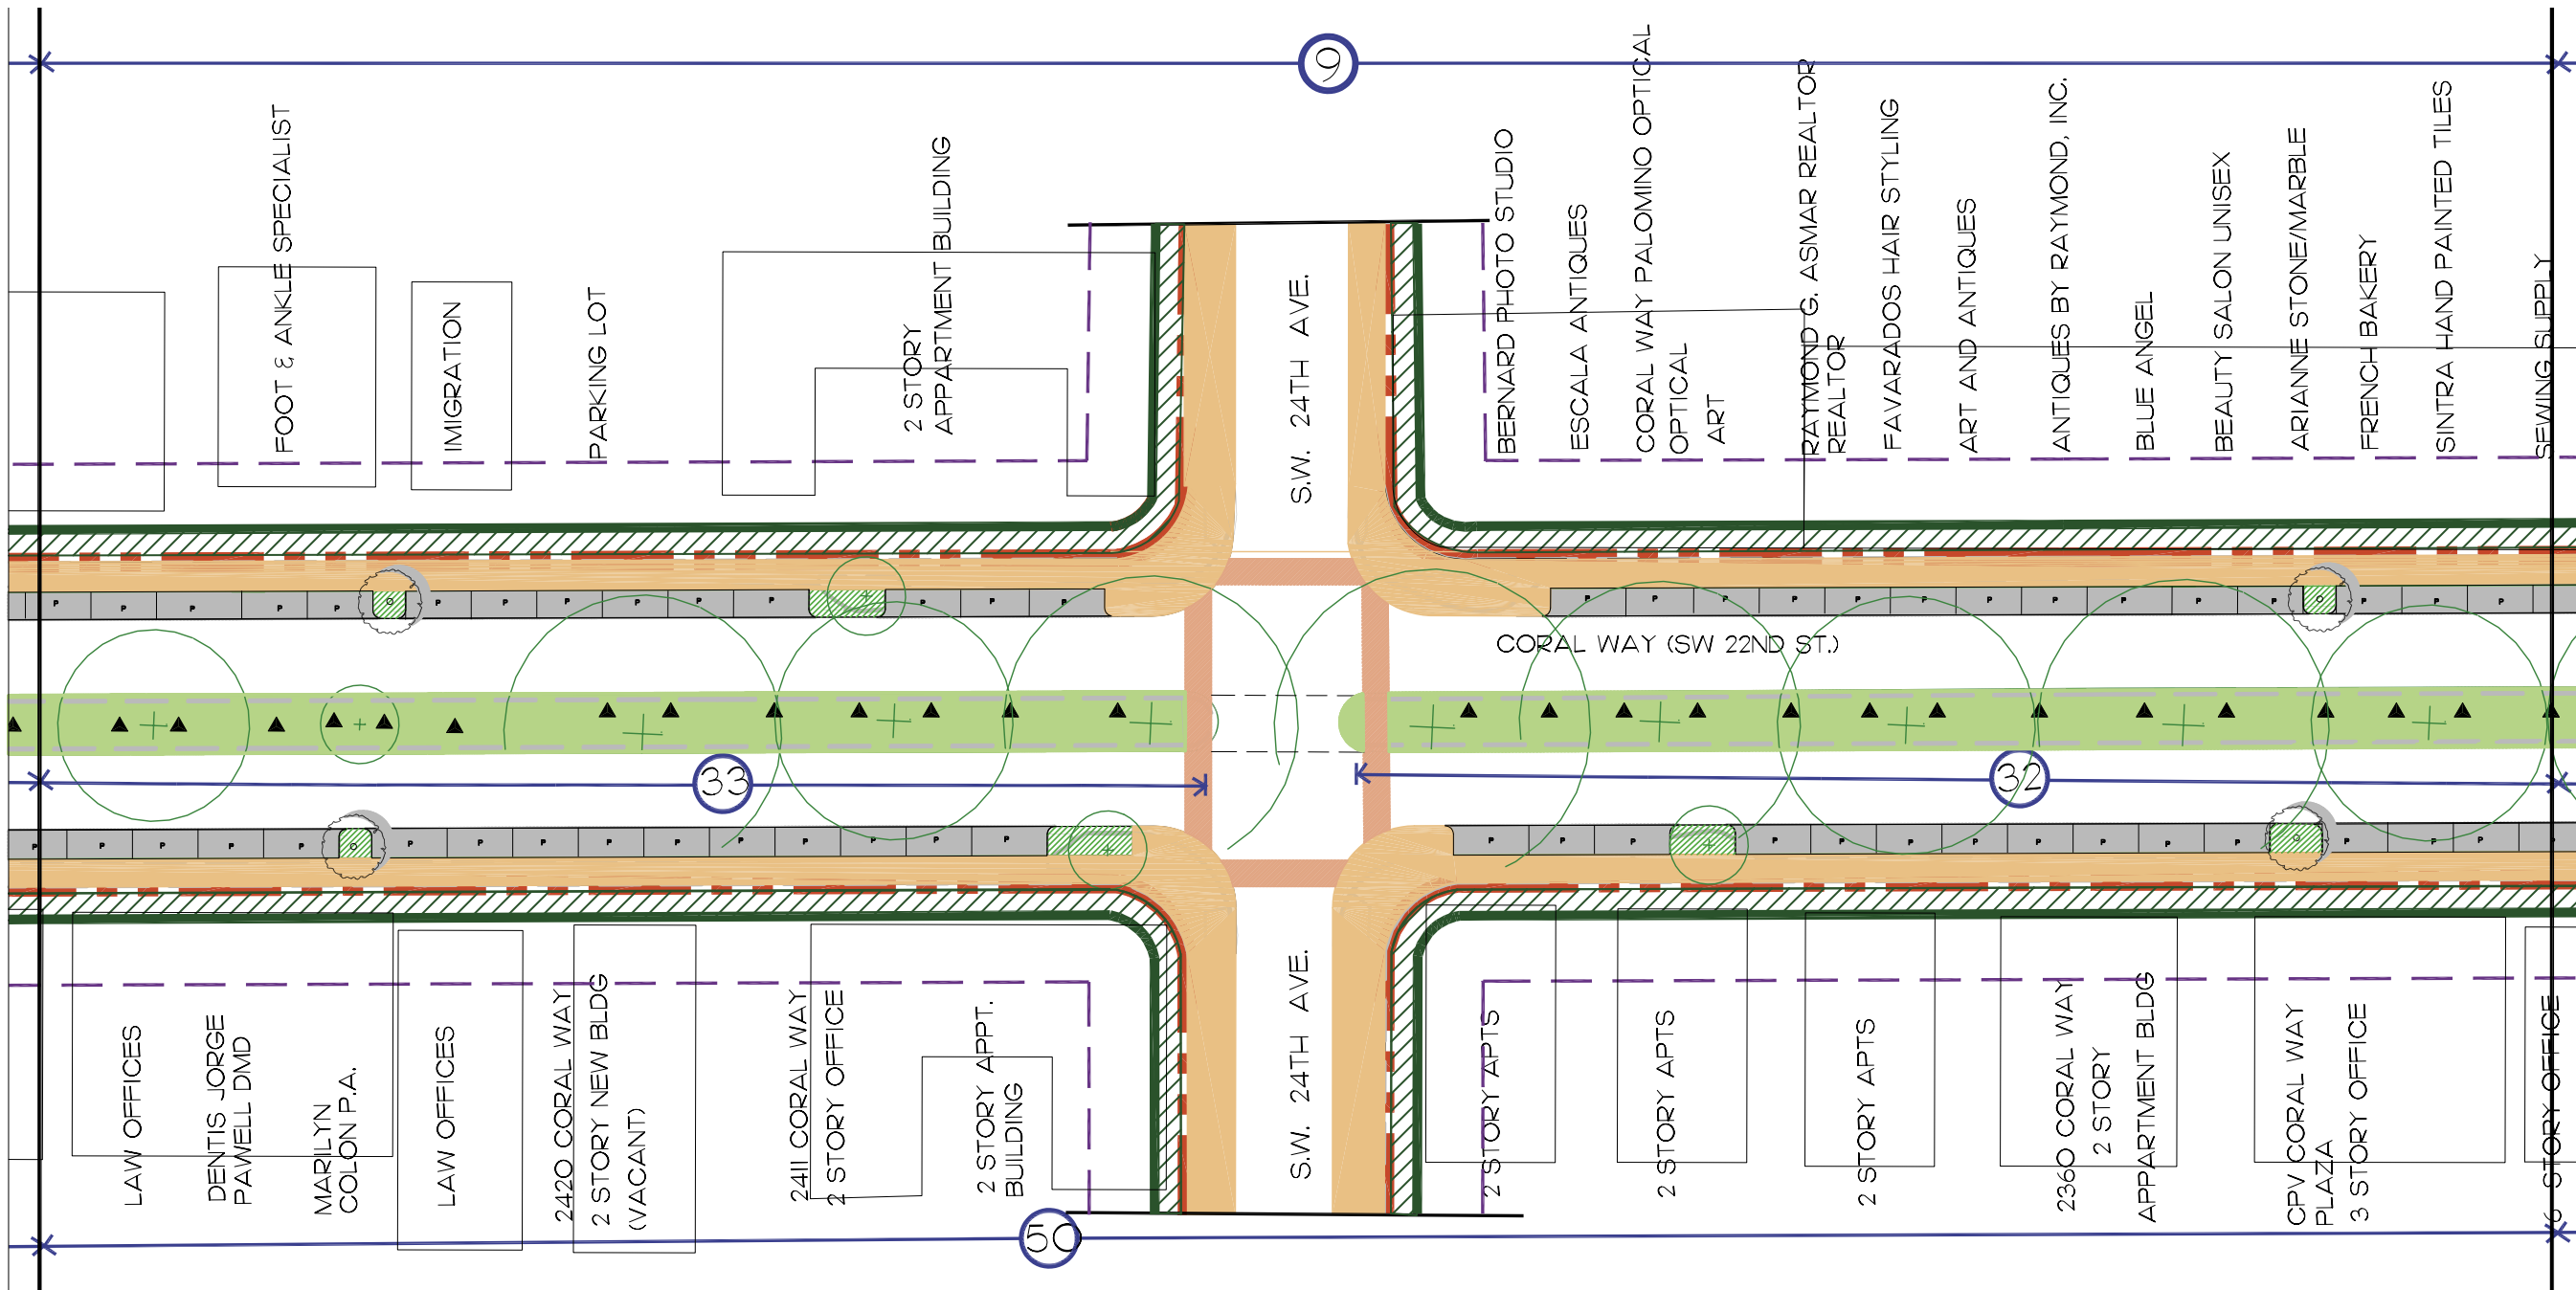 9
FOOT & ANKLE SPECIALIST
IMIGRATION
PARKING LOT
2 STORY
APPARTMENT BUILDING
S.W. 24TH AVE.
BERNARD PHOTO STUDIO
ESCALA ANTIQUES
CORAL WAY PALOMINO OPTICAL
OPTICAL
ART
RAYMOND G. ASMAR REALTOR
REALTOR
FAVARADOS HAIR STYLING
ART AND ANTIQUES
ANTIQUES BY RAYMOND, INC.
BLUE ANGEL
BEAUTY SALON UNISEX
ARIANNE STONE/MARBLE
FRENCH BAKERY
SINTRA HAND PAINTED TILES
SEWING SUPPLY
P P P P P P P P P P P P P P P
P P P P P P P P P P P P P P P
CORAL WAY (SW 22ND ST.)
33
32
P P P P P P P P P P P P P P P
P P P P P P P P P P P P P P P
LAW OFFICES
DENTIS JORGE
PAWELL DMD
MARILYN
COLON P.A.
LAW OFFICES
2420 CORAL WAY
2 STORY NEW BLDG
(VACANT)
2411 CORAL WAY
2 STORY OFFICE
2 STORY APPT.
BUILDING
S.W. 24TH AVE.
2 STORY APTS
2 STORY APTS
2 STORY APTS
2360 CORAL WAY
2 STORY
APPARTMENT BLDG
CPV CORAL WAY
PLAZA
3 STORY OFFICE
6 STORY OFFICE
50